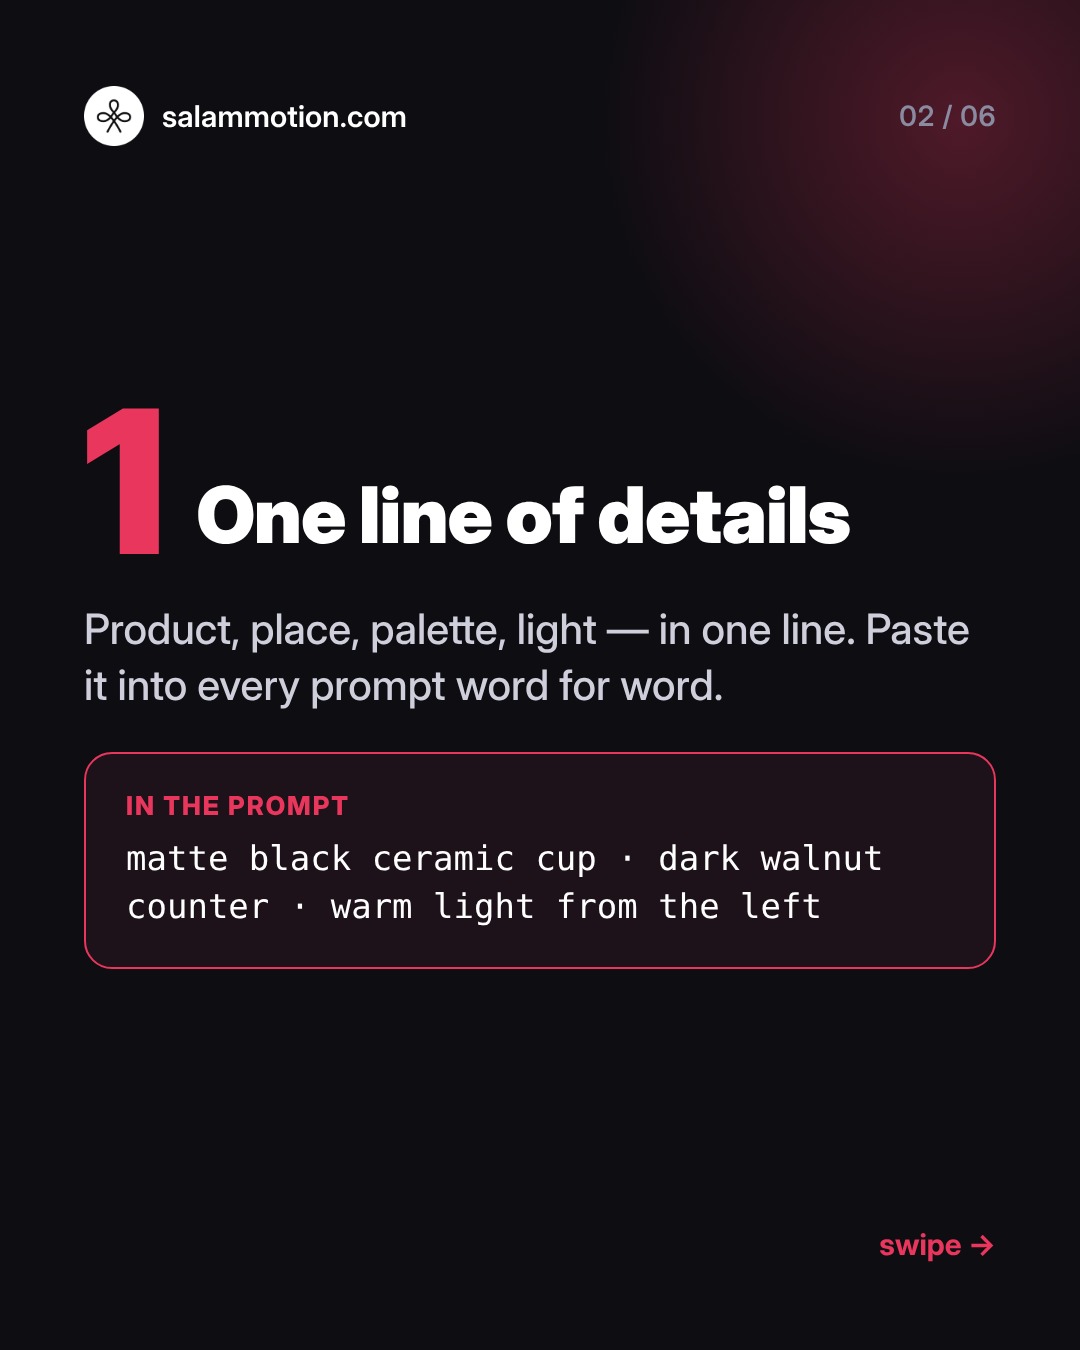 salammotion.com
02 / 06
1
One line of details
Product, place, palette, light — in one line. Paste
it into every prompt word for word.
IN THE PROMPT
matte black ceramic cup · dark walnut
counter · warm light from the left
swipe →